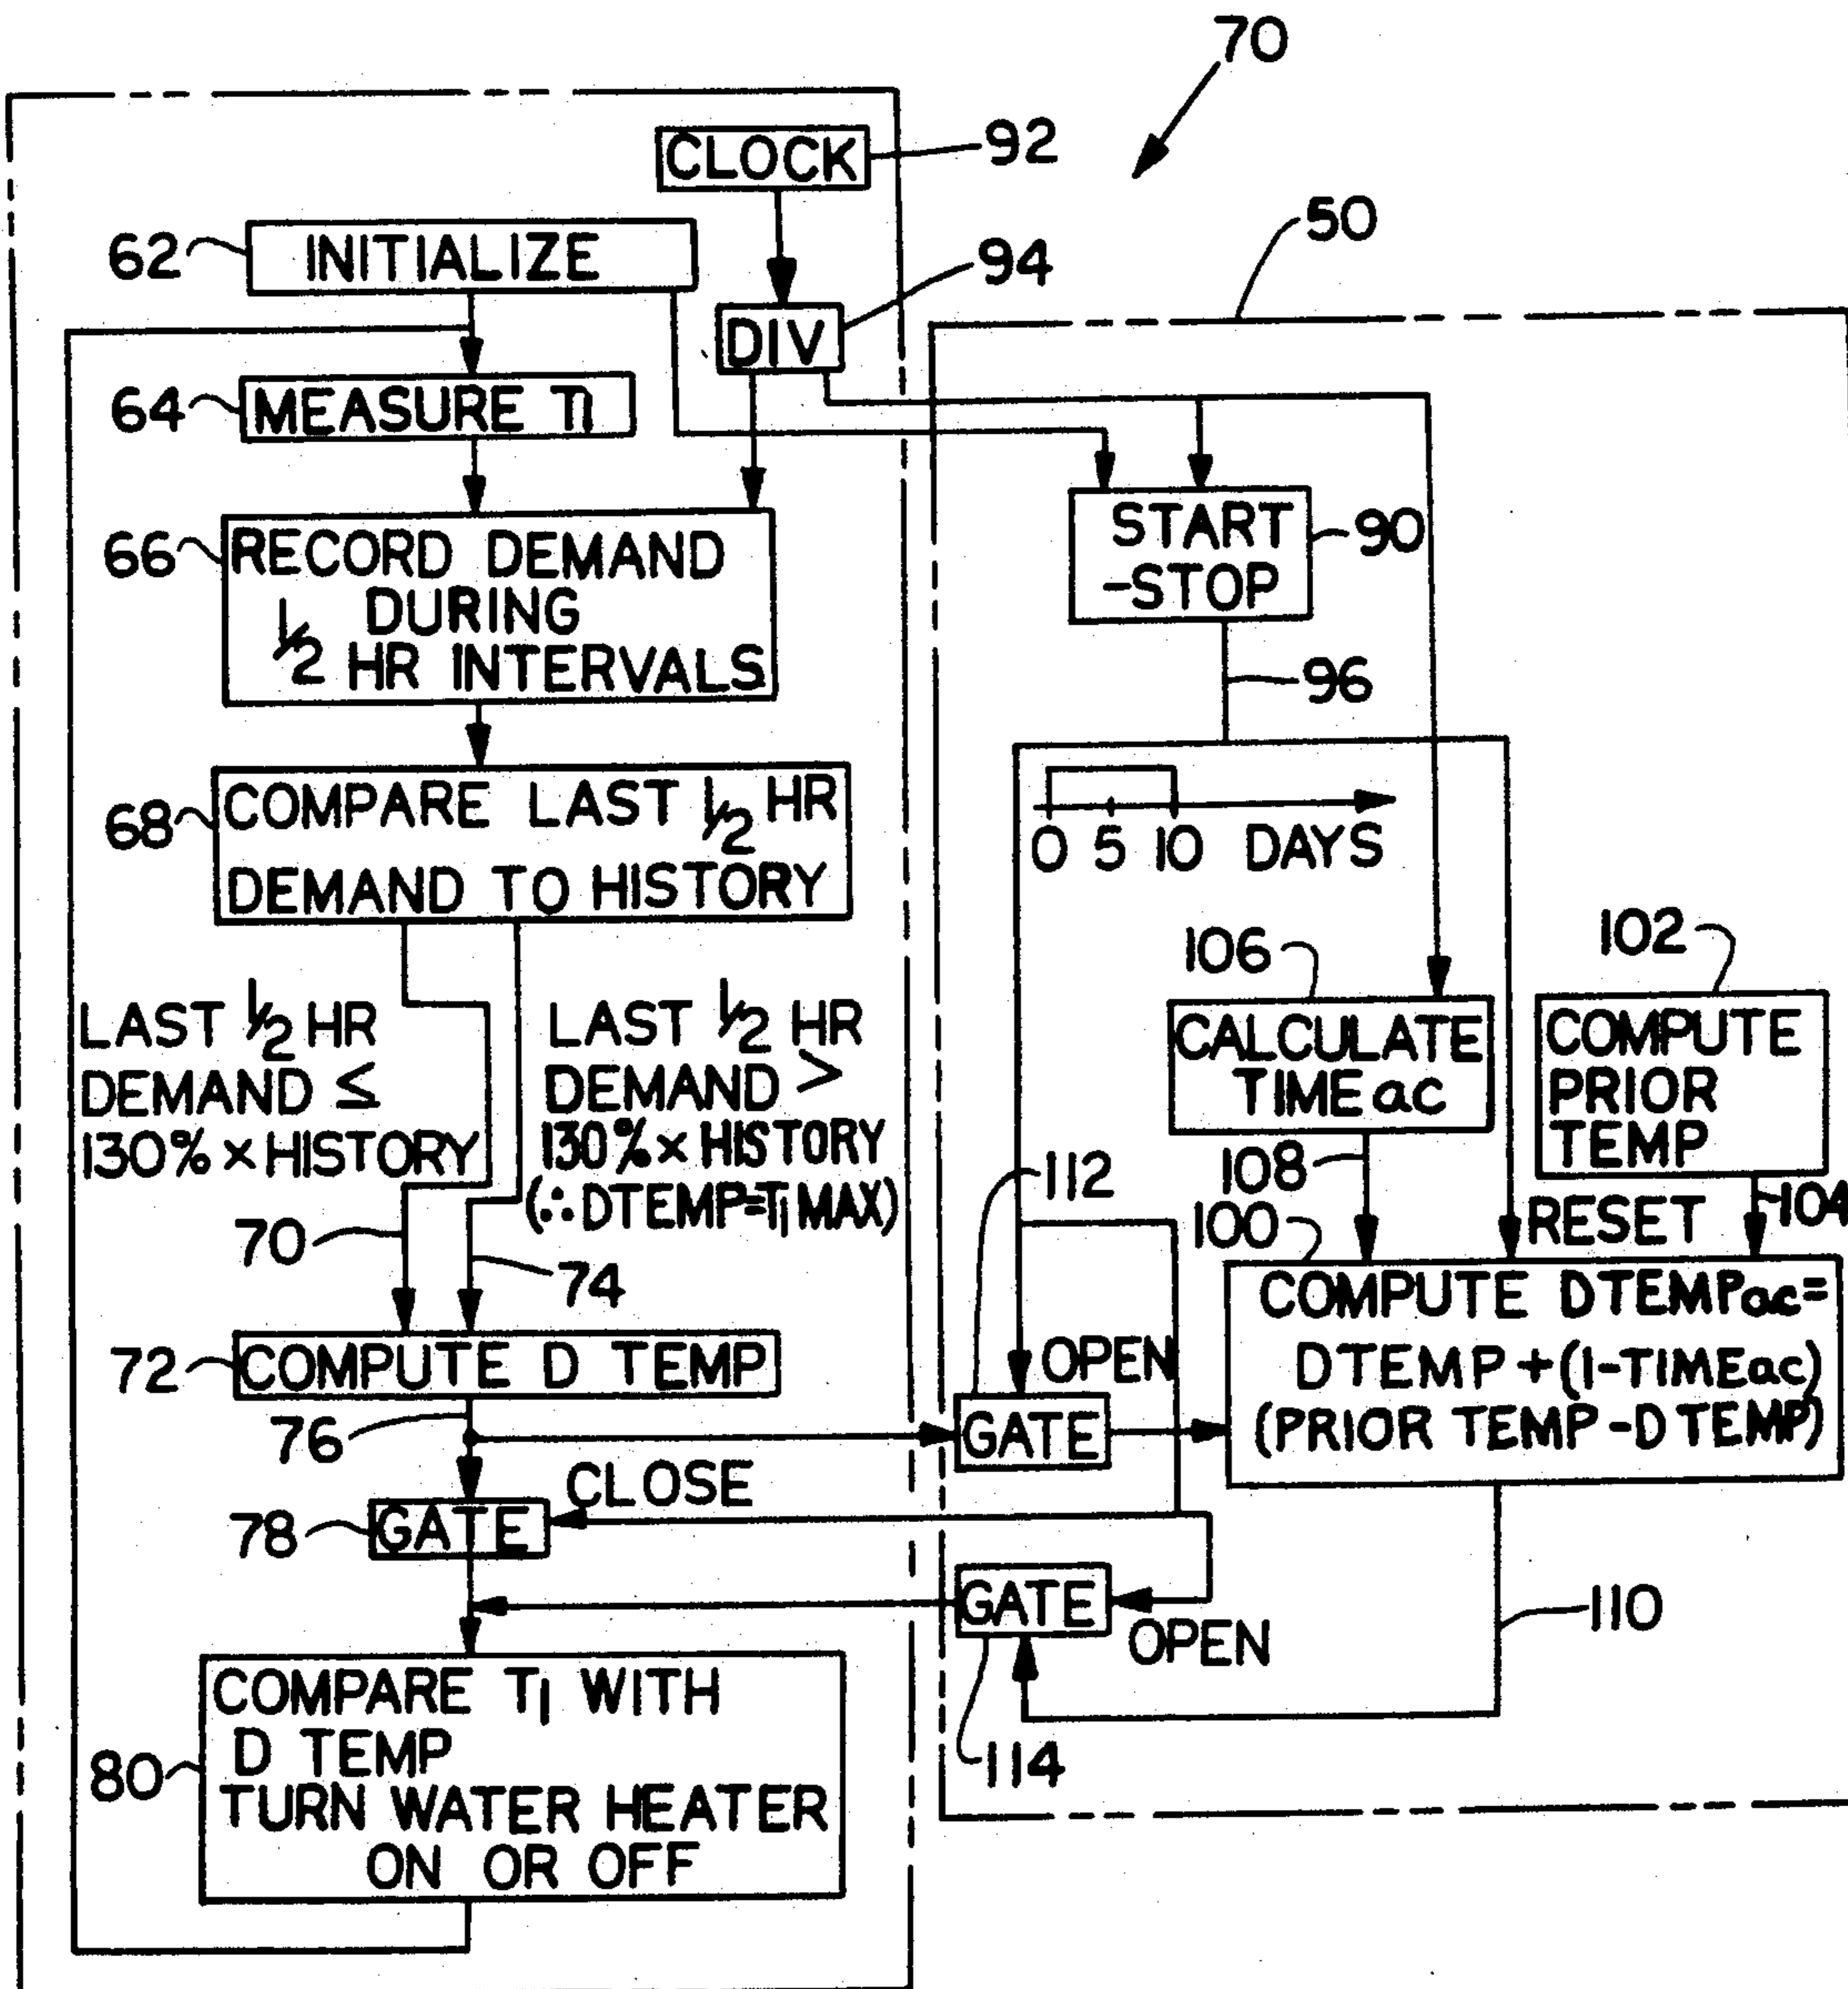 70
CLOCK
92
62
INITIALIZE
50
94
DIV
64
MEASURE T1
66
RECORD DEMAND
DURING
1/2 HR INTERVALS
START
-STOP
90
96
68
COMPARE LAST 1/2 HR
DEMAND TO HISTORY
0 5 10 DAYS
LAST 1/2 HR
DEMAND ≤
130% x HISTORY
LAST 1/2 HR
DEMAND >
130% x HISTORY
(∴ DTEMP=T1 MAX)
106
CALCULATE
TIME ac
108
102
COMPUTE
PRIOR
TEMP
104
RESET
70
74
112
100
COMPUTE DTEMPac=
DTEMP+(1-TIMEac)
(PRIOR TEMP-DTEMP)
72
COMPUTE D TEMP
OPEN
GATE
76
CLOSE
78
GATE
GATE
OPEN
110
114
80
COMPARE T1 WITH
D TEMP
TURN WATER HEATER
ON OR OFF